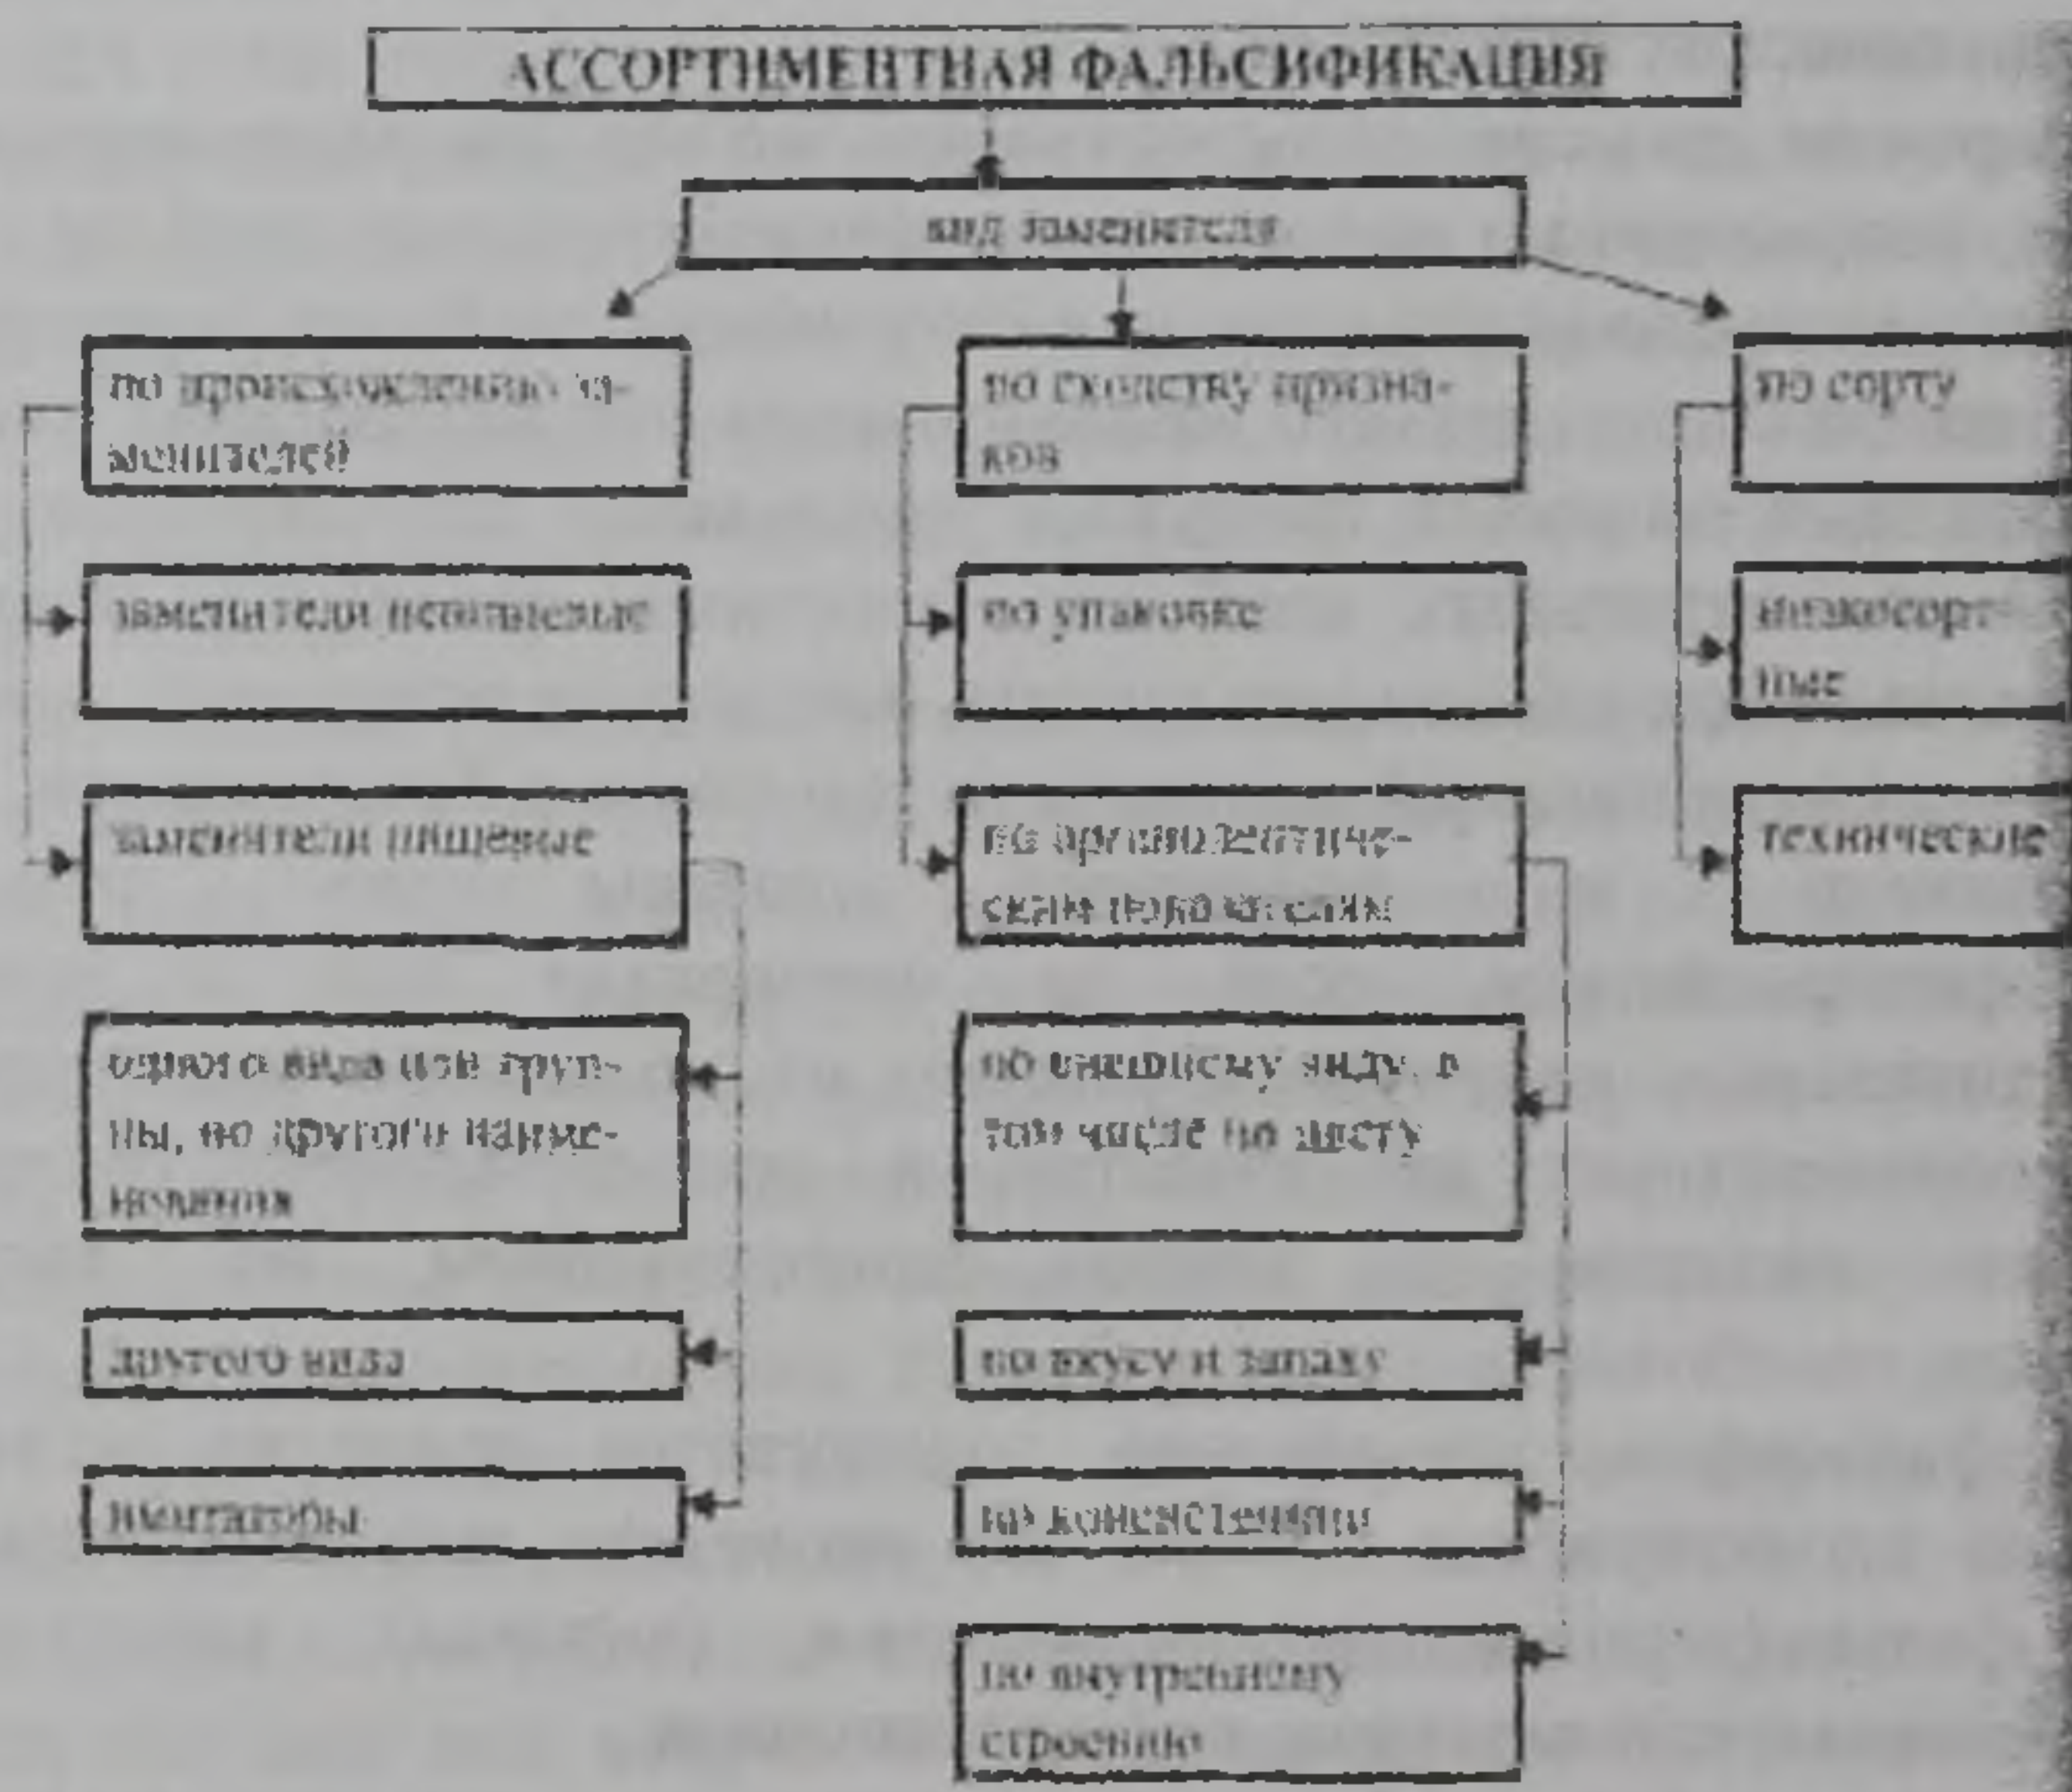 АССОРТИМЕНТНАЯ ФАЛЬСИФИКАЦИЯ
вид заменителя
по происхождению за-
менителей
заменители непищевые
заменители пищевые
одного вида или груп-
пы, но другого наиме-
нования
другого вида
имитаторы
по сходству призна-
ков
по упаковке
по органолептиче-
ским показателям
по внешнему виду, в
том числе по цвету
по вкусу и запаху
по консистенции
по внутреннему
строению
по сорту
низкосорт-
ные
технические